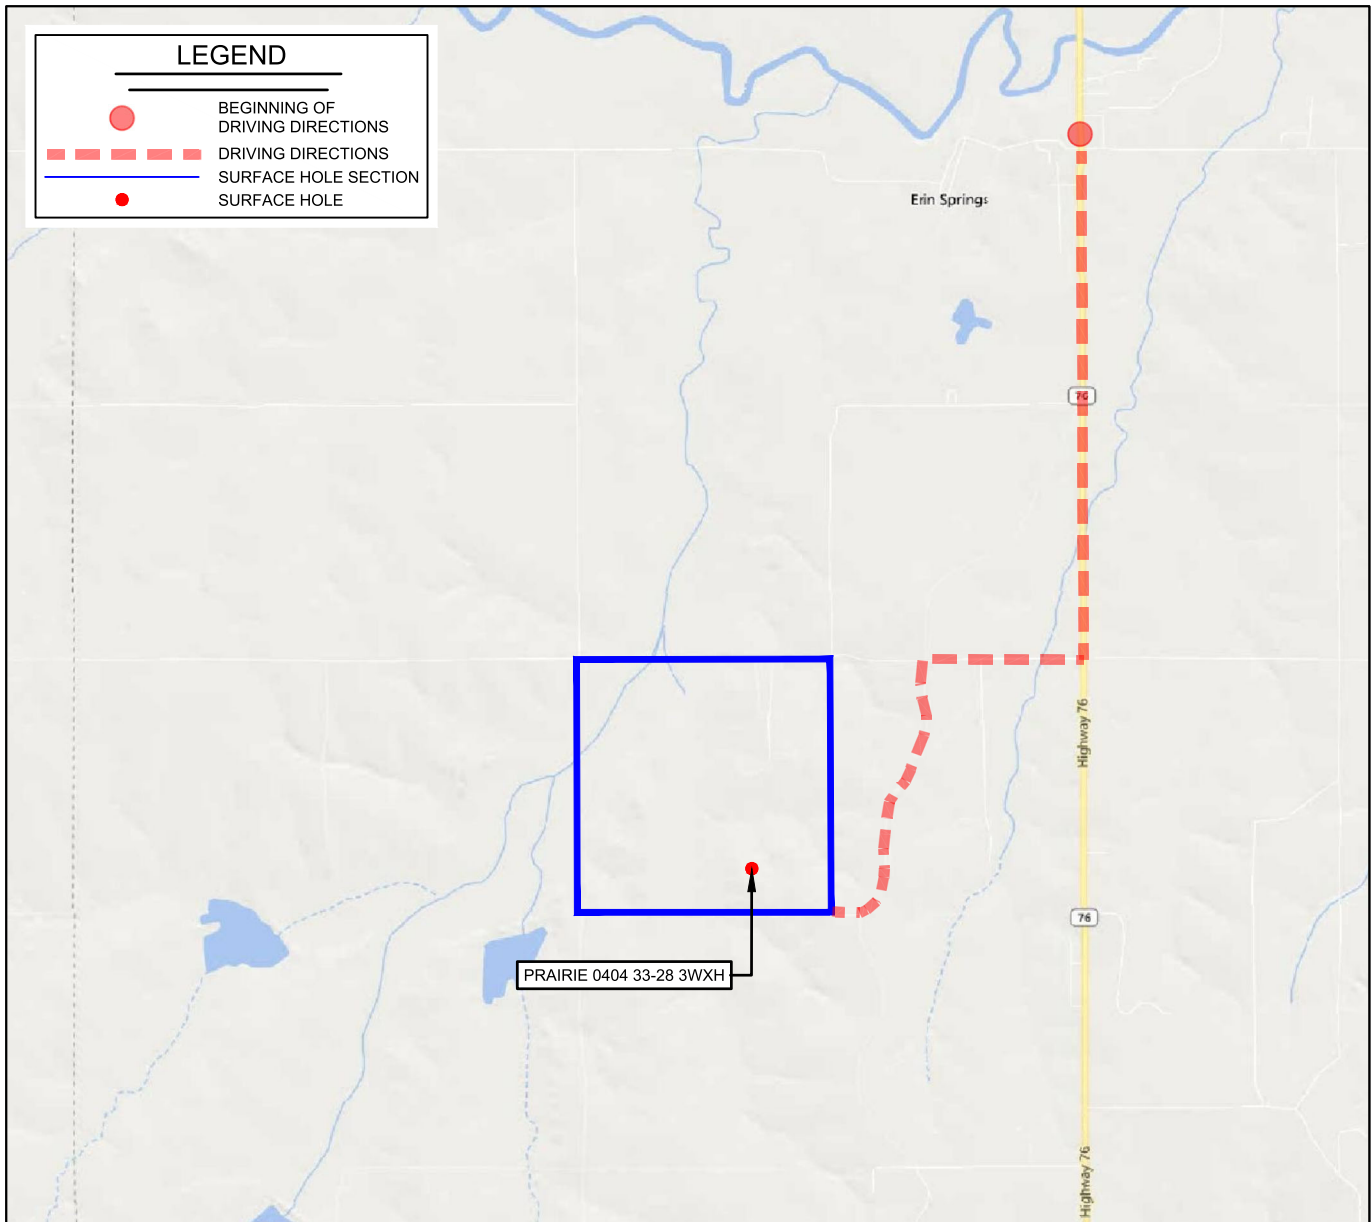 LEGEND
BEGINNING OF
DRIVING DIRECTIONS
DRIVING DIRECTIONS
SURFACE HOLE SECTION
SURFACE HOLE
Erin Springs
76
Highway 76
76
PRAIRIE 0404 33-28 3WXH
Highway 76